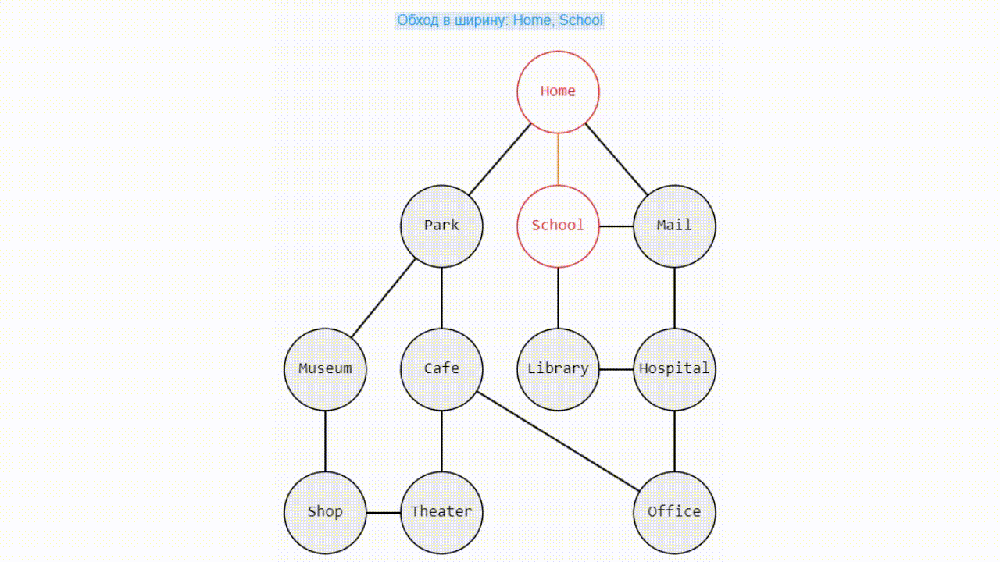 Обход в ширину: Home, School
Home
Park
School
Mail
Museum
Cafe
Library
Hospital
Shop
Theater
Office